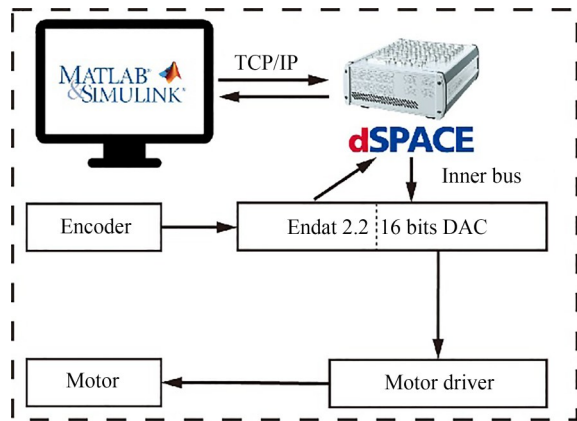 MATLAB®
&SIMULINK®
TCP/IP
dSPACE
Inner bus
Encoder
Endat 2.2
16 bits DAC
Motor
Motor driver